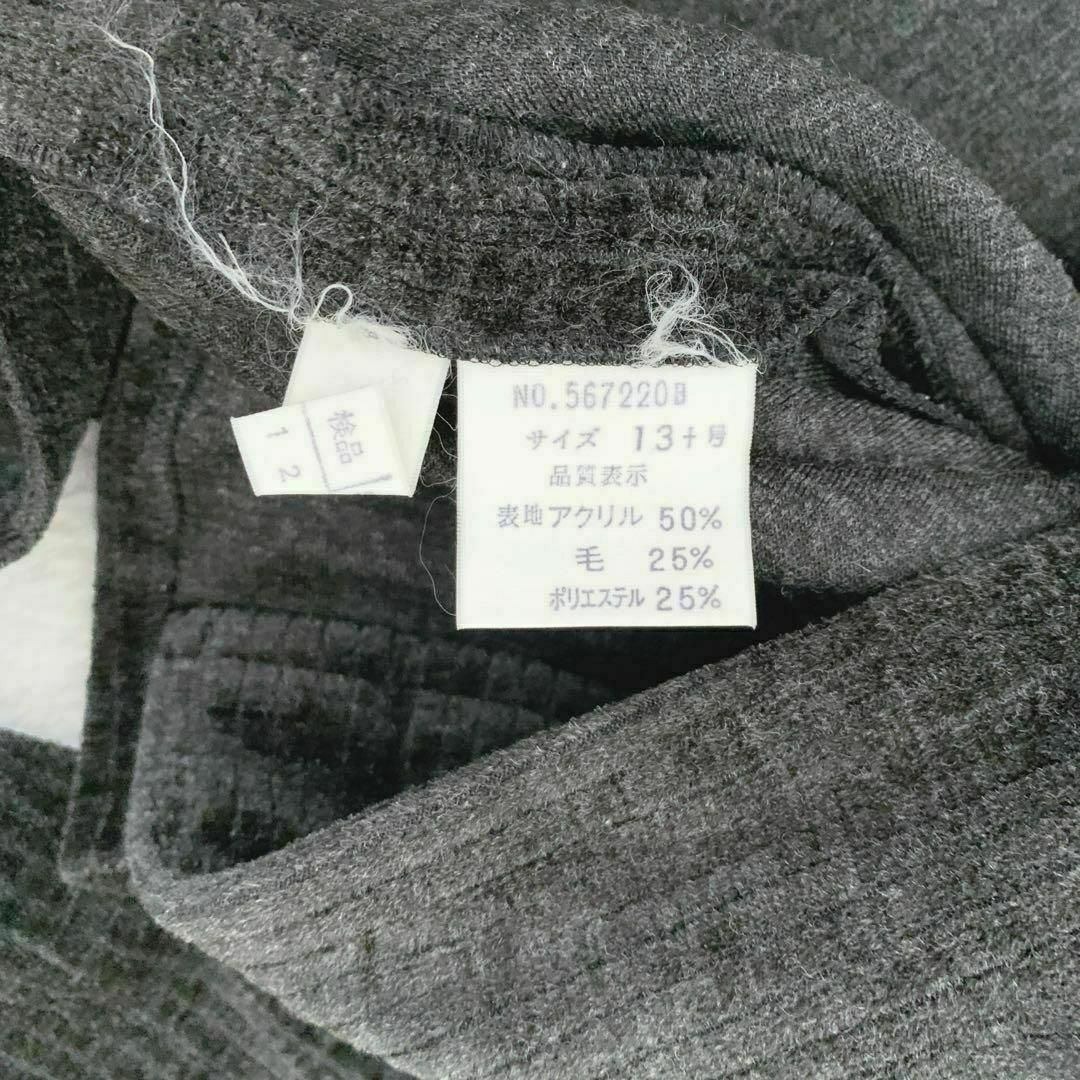 NO.567220B
サイズ 13+号
品質表示
表地アクリル 50%
毛 25%
ポリエステル 25%
検品
1 2